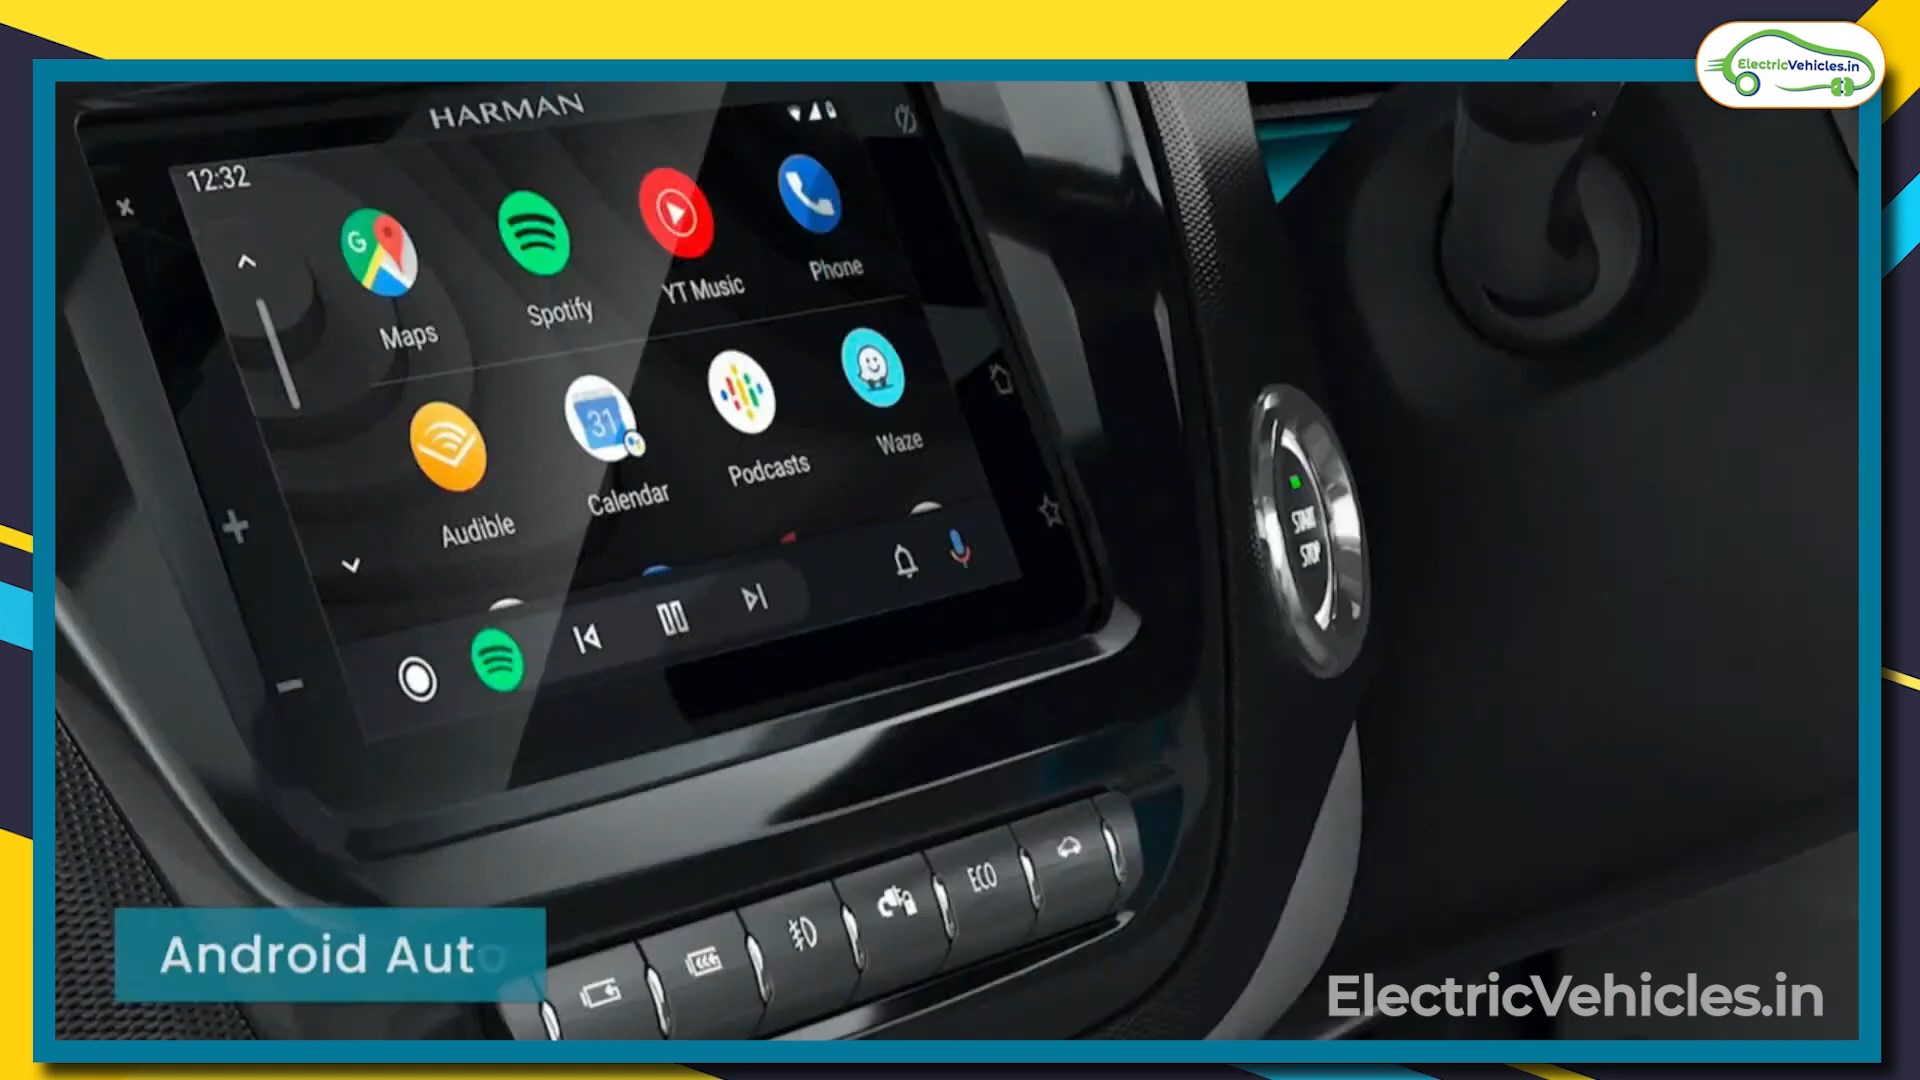 ElectricVehicles.in
HARMAN
12:32
G
Maps
Spotify
YT Music
Phone
Audible
31
Calendar
Podcasts
Waze
START
STOP
ECO
Android Auto
ElectricVehicles.in